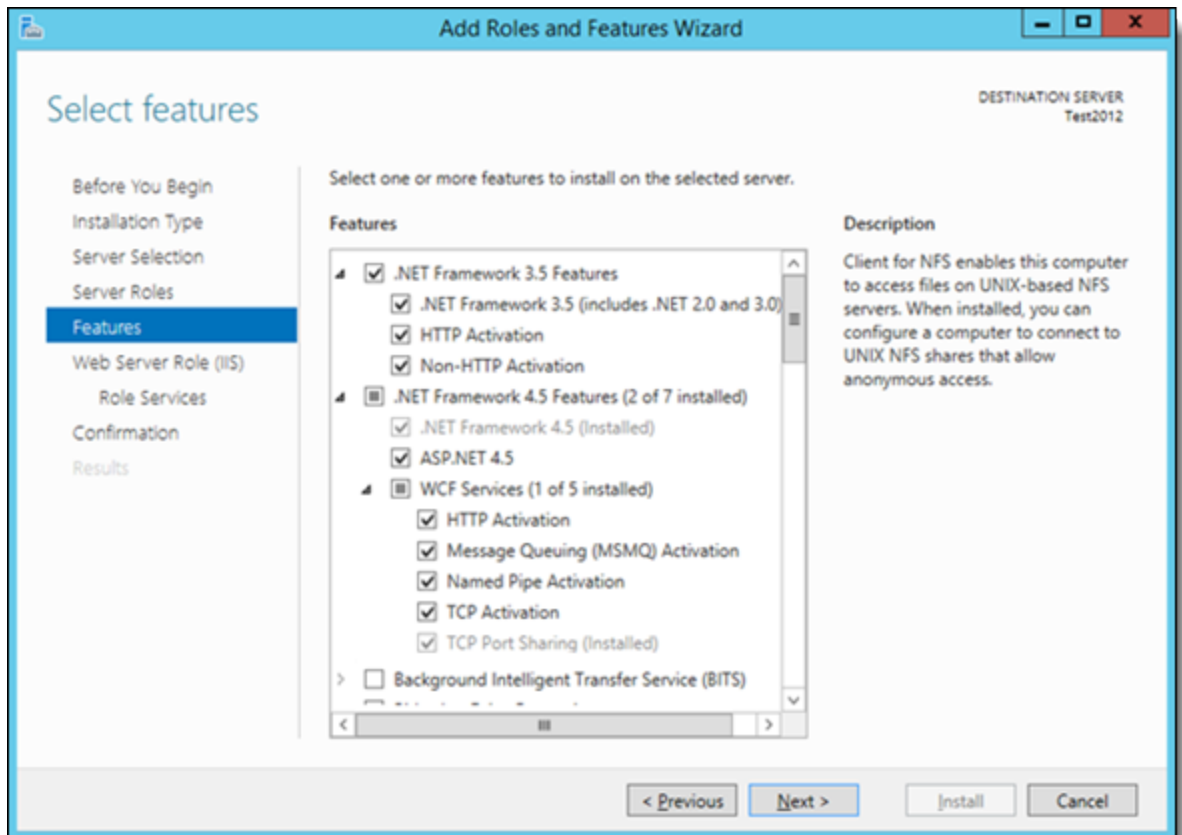 Add Roles and Features Wizard
Select features
DESTINATION SERVER
Test2012
Before You Begin
Installation Type
Server Selection
Server Roles
Features
Web Server Role (IIS)
Role Services
Confirmation
Results
Select one or more features to install on the selected server.
Features
.NET Framework 3.5 Features
.NET Framework 3.5 (includes .NET 2.0 and 3.0)
HTTP Activation
Non-HTTP Activation
.NET Framework 4.5 Features (2 of 7 installed)
.NET Framework 4.5 (Installed)
ASP.NET 4.5
WCF Services (1 of 5 installed)
HTTP Activation
Message Queuing (MSMQ) Activation
Named Pipe Activation
TCP Activation
TCP Port Sharing (Installed)
Background Intelligent Transfer Service (BITS)
Description
Client for NFS enables this computer
to access files on UNIX-based NFS
servers. When installed, you can
configure a computer to connect to
UNIX NFS shares that allow
anonymous access.
< Previous
Next >
Install
Cancel